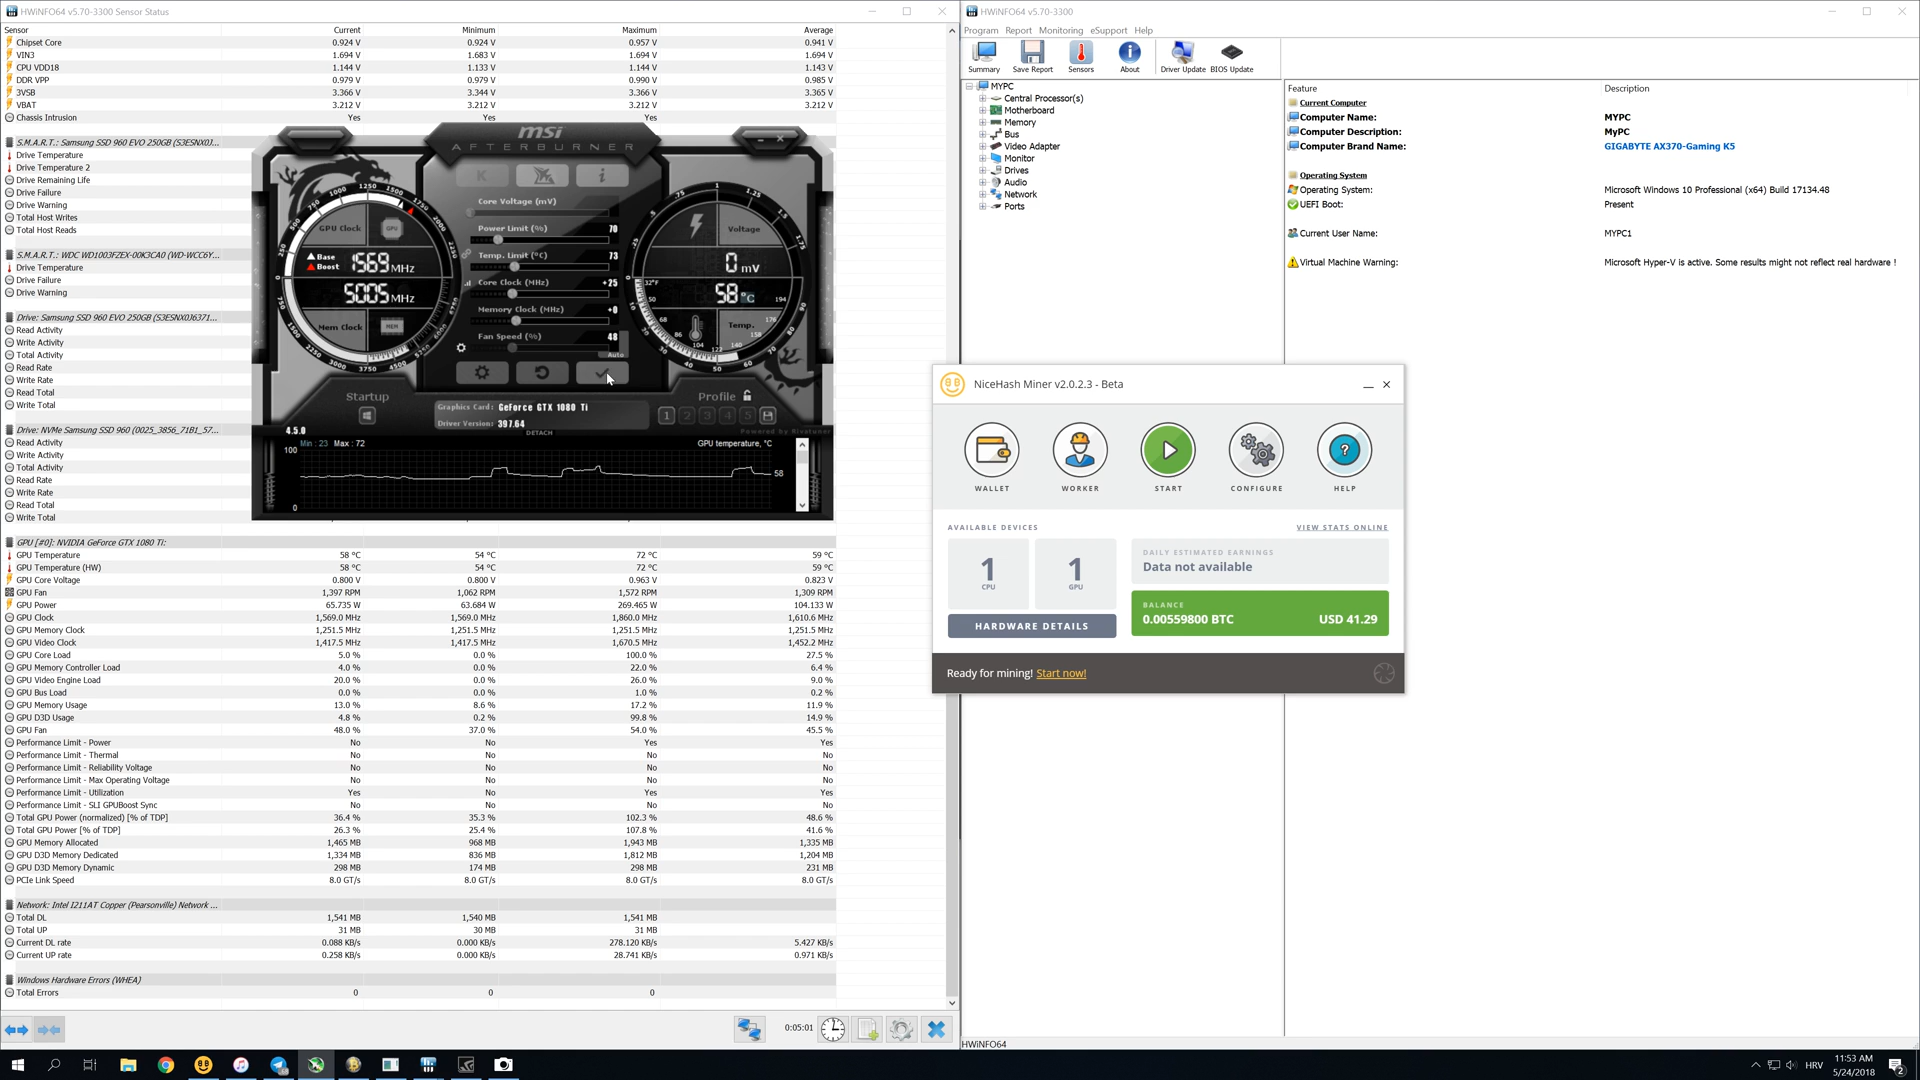 HWiNFO64 v5.70-3300 Sensor Status
Sensor Current Minimum Maximum Average
Chipset Core 0.924 V 0.924 V 0.957 V 0.941 V
VIN3 1.694 V 1.683 V 1.694 V 1.694 V
CPU VDD18 1.144 V 1.133 V 1.144 V 1.143 V
DDR VPP 0.979 V 0.979 V 0.990 V 0.985 V
3VSB 3.366 V 3.344 V 3.366 V 3.365 V
VBAT 3.212 V 3.212 V 3.212 V 3.212 V
Chassis Intrusion Yes Yes Yes Yes
S.M.A.R.T.: Samsung SSD 960 EVO 250GB (S3ESNX0J...
Drive Temperature
Drive Temperature 2
Drive Remaining Life
Drive Failure
Drive Warning
Total Host Writes
Total Host Reads
S.M.A.R.T.: WDC WD1003FZEX-00K3CA0 (WD-WCC6Y...
Drive Temperature
Drive Failure
Drive Warning
Drive: Samsung SSD 960 EVO 250GB (S3ESNX0J6371...
Read Activity
Write Activity
Total Activity
Read Rate
Write Rate
Read Total
Write Total
Drive: NVMe Samsung SSD 960 (0025_3856_71B1_57...
Read Activity
Write Activity
Total Activity
Read Rate
Write Rate
Read Total
Write Total
GPU [#0]: NVIDIA GeForce GTX 1080 Ti:
GPU Temperature 58 °C 54 °C 72 °C 59 °C
GPU Temperature (HW) 58 °C 54 °C 72 °C 59 °C
GPU Core Voltage 0.800 V 0.800 V 0.963 V 0.823 V
GPU Fan 1,397 RPM 1,062 RPM 1,572 RPM 1,309 RPM
GPU Power 65.735 W 63.684 W 269.465 W 104.133 W
GPU Clock 1,569.0 MHz 1,569.0 MHz 1,860.0 MHz 1,610.6 MHz
GPU Memory Clock 1,251.5 MHz 1,251.5 MHz 1,251.5 MHz 1,251.5 MHz
GPU Video Clock 1,417.5 MHz 1,417.5 MHz 1,670.5 MHz 1,452.2 MHz
GPU Core Load 5.0 % 0.0 % 100.0 % 27.5 %
GPU Memory Controller Load 4.0 % 0.0 % 22.0 % 6.4 %
GPU Video Engine Load 20.0 % 0.0 % 26.0 % 9.0 %
GPU Bus Load 0.0 % 0.0 % 1.0 % 0.2 %
GPU Memory Usage 13.0 % 8.6 % 17.2 % 11.9 %
GPU D3D Usage 4.8 % 0.2 % 99.8 % 14.9 %
GPU Fan 48.0 % 37.0 % 54.0 % 45.5 %
Performance Limit - Power No No Yes Yes
Performance Limit - Thermal No No No No
Performance Limit - Reliability Voltage No No No No
Performance Limit - Max Operating Voltage No No No No
Performance Limit - Utilization Yes No Yes Yes
Performance Limit - SLI GPUBoost Sync No No No No
Total GPU Power (normalized) [% of TDP] 36.4 % 35.3 % 102.3 % 48.6 %
Total GPU Power [% of TDP] 26.3 % 25.4 % 107.8 % 41.6 %
GPU Memory Allocated 1,465 MB 968 MB 1,943 MB 1,335 MB
GPU D3D Memory Dedicated 1,334 MB 836 MB 1,812 MB 1,204 MB
GPU D3D Memory Dynamic 298 MB 174 MB 298 MB 231 MB
PCIe Link Speed 8.0 GT/s 8.0 GT/s 8.0 GT/s 8.0 GT/s
Network: Intel I211AT Copper (Pearsonville) Network ...
Total DL 1,541 MB 1,540 MB 1,541 MB
Total UP 31 MB 30 MB 31 MB
Current DL rate 0.088 KB/s 0.000 KB/s 278.120 KB/s 5.427 KB/s
Current UP rate 0.258 KB/s 0.000 KB/s 28.741 KB/s 0.971 KB/s
Windows Hardware Errors (WHEA)
Total Errors 0 0 0
0:05:01
msi
AFTERBURNER
K i
GPU Clock GPU
Base
Boost
1569 MHz
5005 MHz
Mem Clock MEM
Core Voltage (mV)
Power Limit (%) 70
Temp. Limit (°C) 73
Core Clock (MHz) +25
Memory Clock (MHz) +0
Fan Speed (%) 48
Auto
Voltage
0 mV
58 °C
Temp.
Startup
Graphics Card: GeForce GTX 1080 Ti
Driver Version: 397.64
DETACH
Profile
1 2 3 4 5
Powered by Rivatuner
4.5.0
Min : 23 Max : 72
GPU temperature, °C
100
58
0
HWiNFO64 v5.70-3300
Program Report Monitoring eSupport Help
Summary Save Report Sensors About Driver Update BIOS Update
MYPC
Central Processor(s)
Motherboard
Memory
Bus
Video Adapter
Monitor
Drives
Audio
Network
Ports
Feature Description
Current Computer
Computer Name: MYPC
Computer Description: MyPC
Computer Brand Name: GIGABYTE AX370-Gaming K5
Operating System
Operating System: Microsoft Windows 10 Professional (x64) Build 17134.48
UEFI Boot: Present
Current User Name: MYPC1
Virtual Machine Warning: Microsoft Hyper-V is active. Some results might not reflect real hardware !
NiceHash Miner v2.0.2.3 - Beta
WALLET WORKER START CONFIGURE HELP
AVAILABLE DEVICES
VIEW STATS ONLINE
1
CPU
1
GPU
HARDWARE DETAILS
DAILY ESTIMATED EARNINGS
Data not available
BALANCE
0.00559800 BTC USD 41.29
Ready for mining! Start now!
HWiNFO64
HRV
11:53 AM
5/24/2018
2